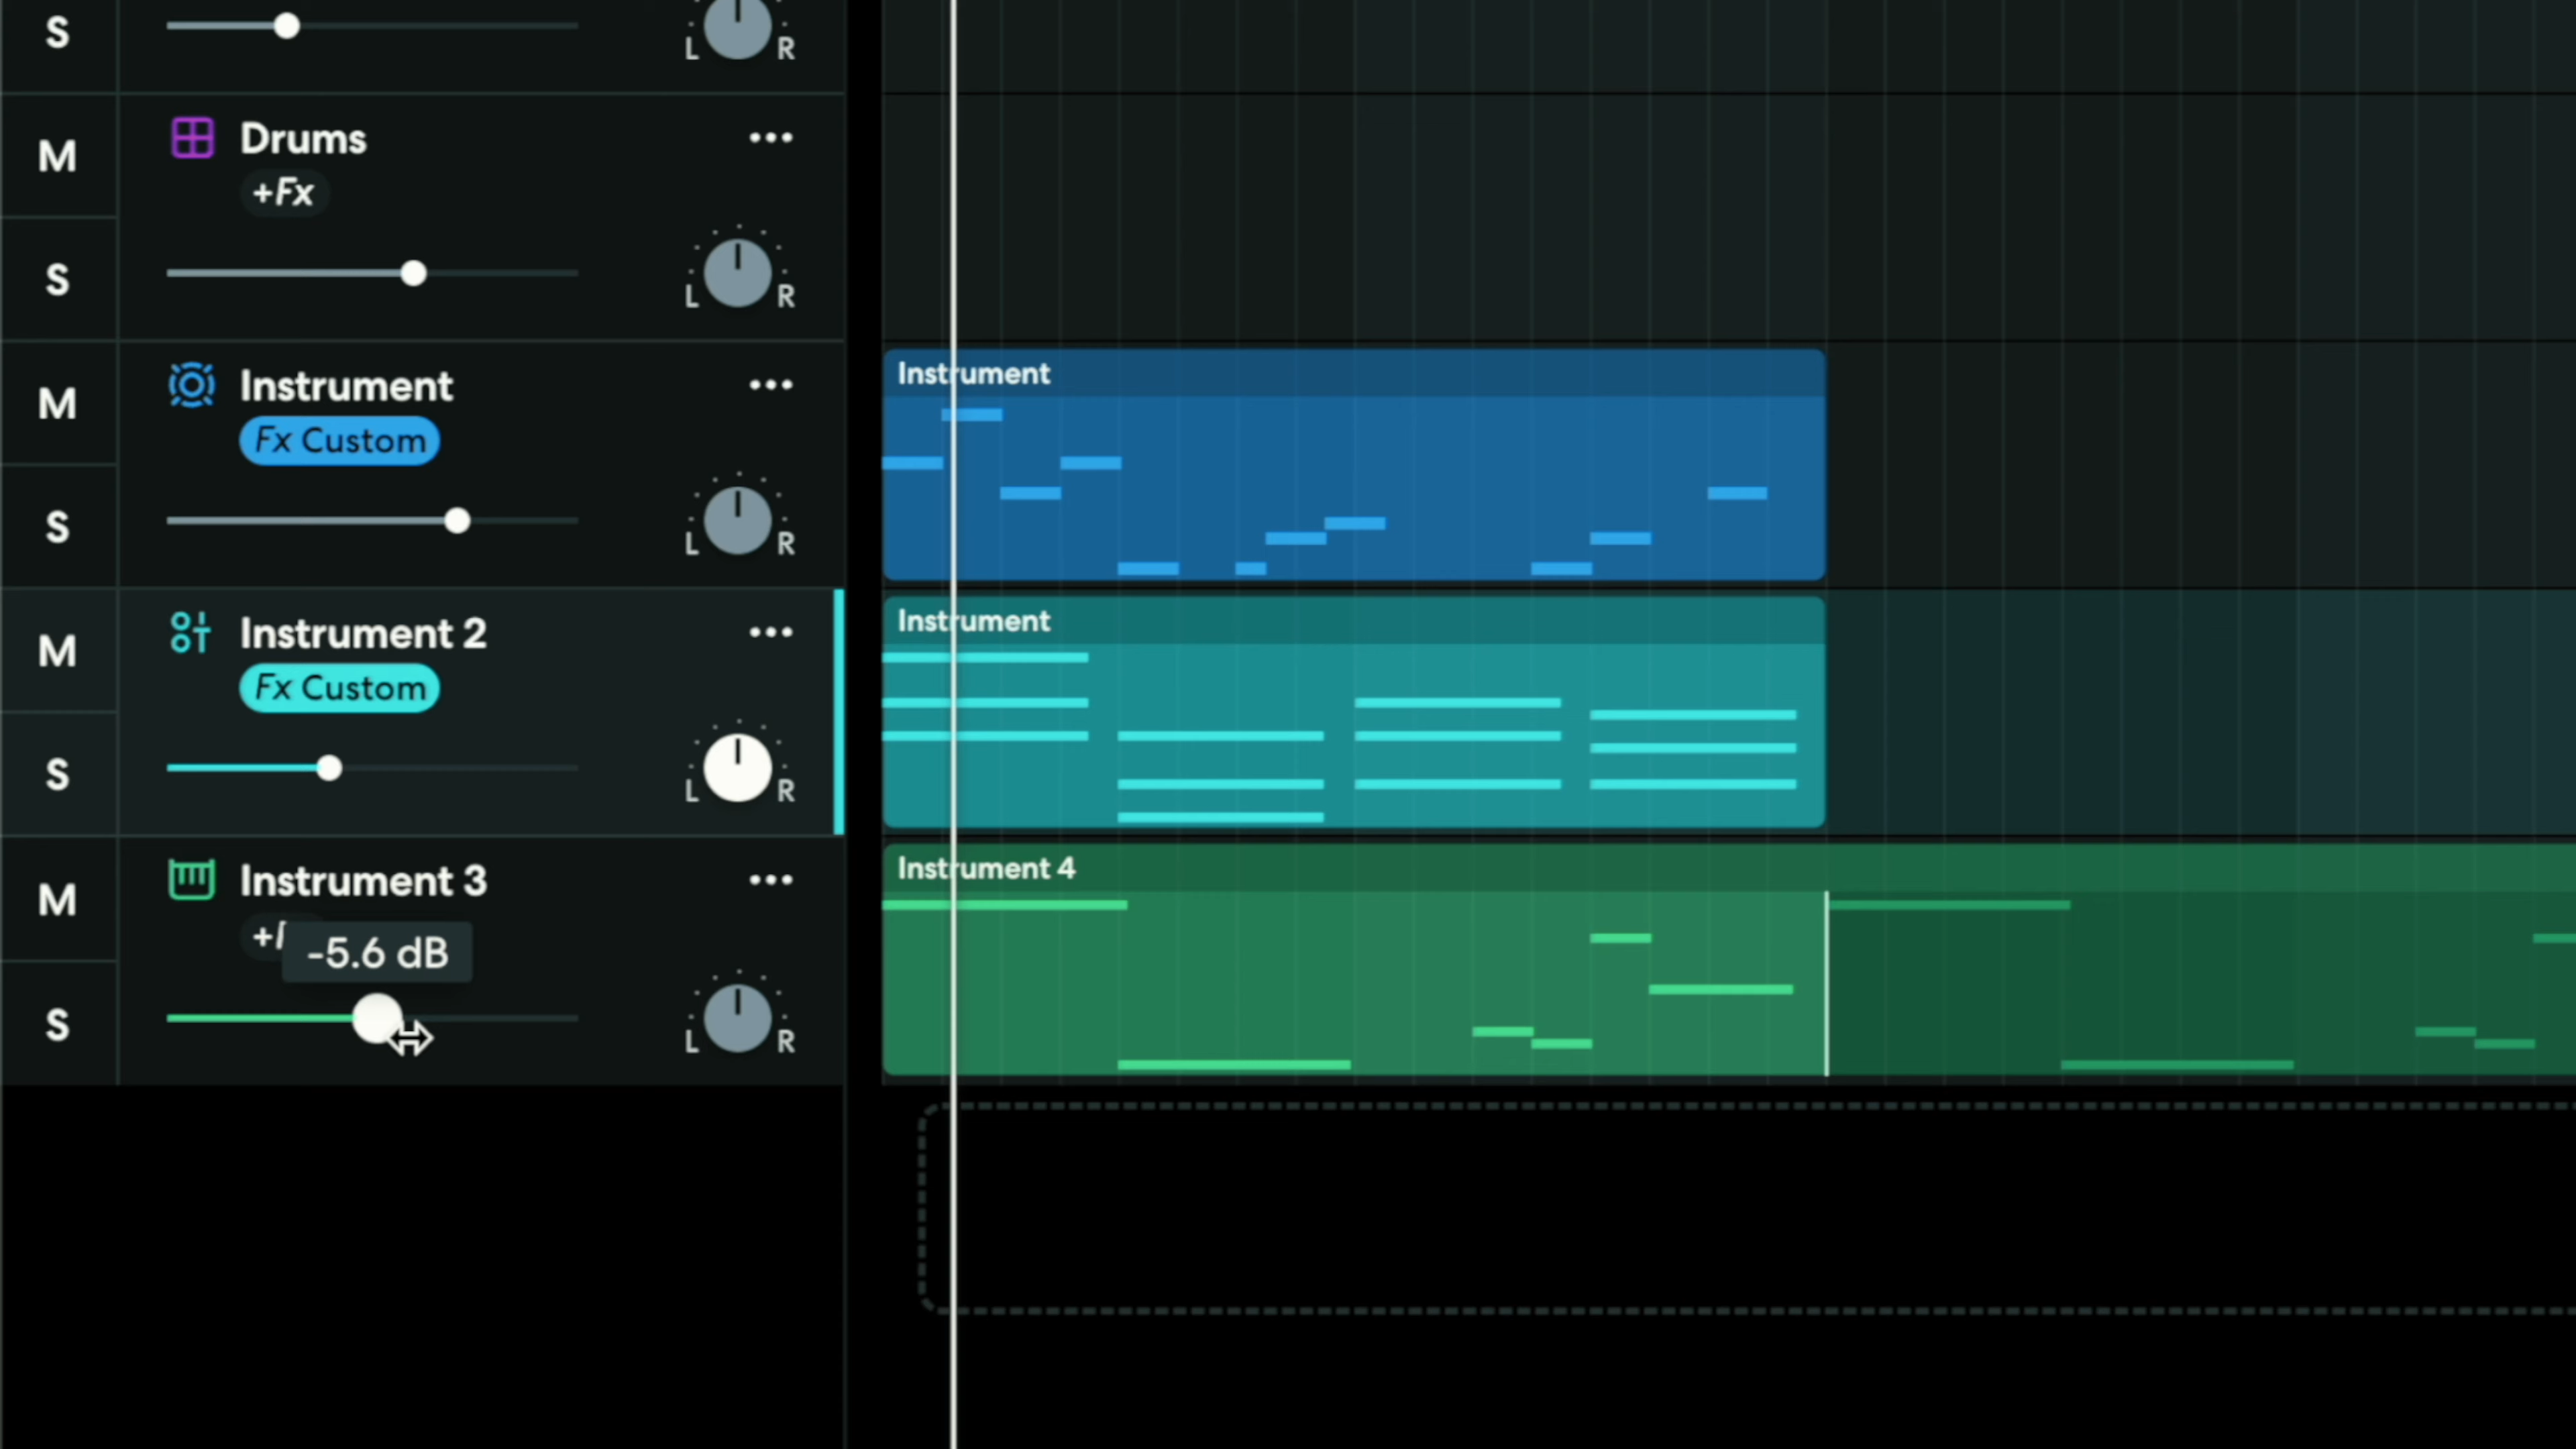 S
L R
M
Drums
+Fx
S
L R
M
Instrument
Fx Custom
S
L R
Instrument
M
Instrument 2
Fx Custom
S
L R
Instrument
M
Instrument 3
-5.6 dB
S
L R
Instrument 4